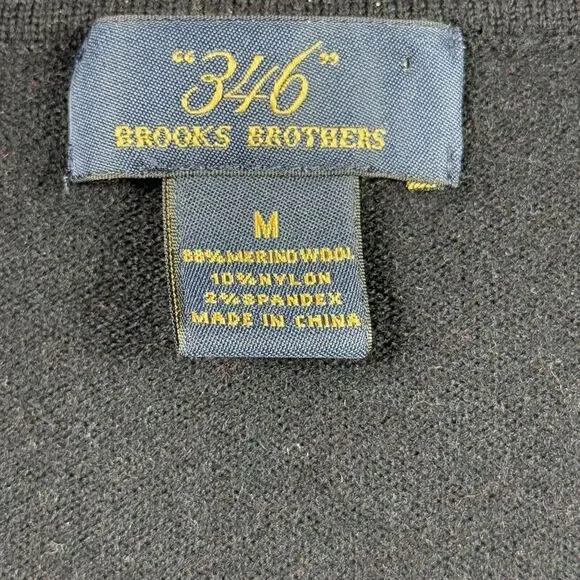 "346"
BROOKS BROTHERS
M
88% MERINO WOOL
10% NYLON
2% SPANDEX
MADE IN CHINA